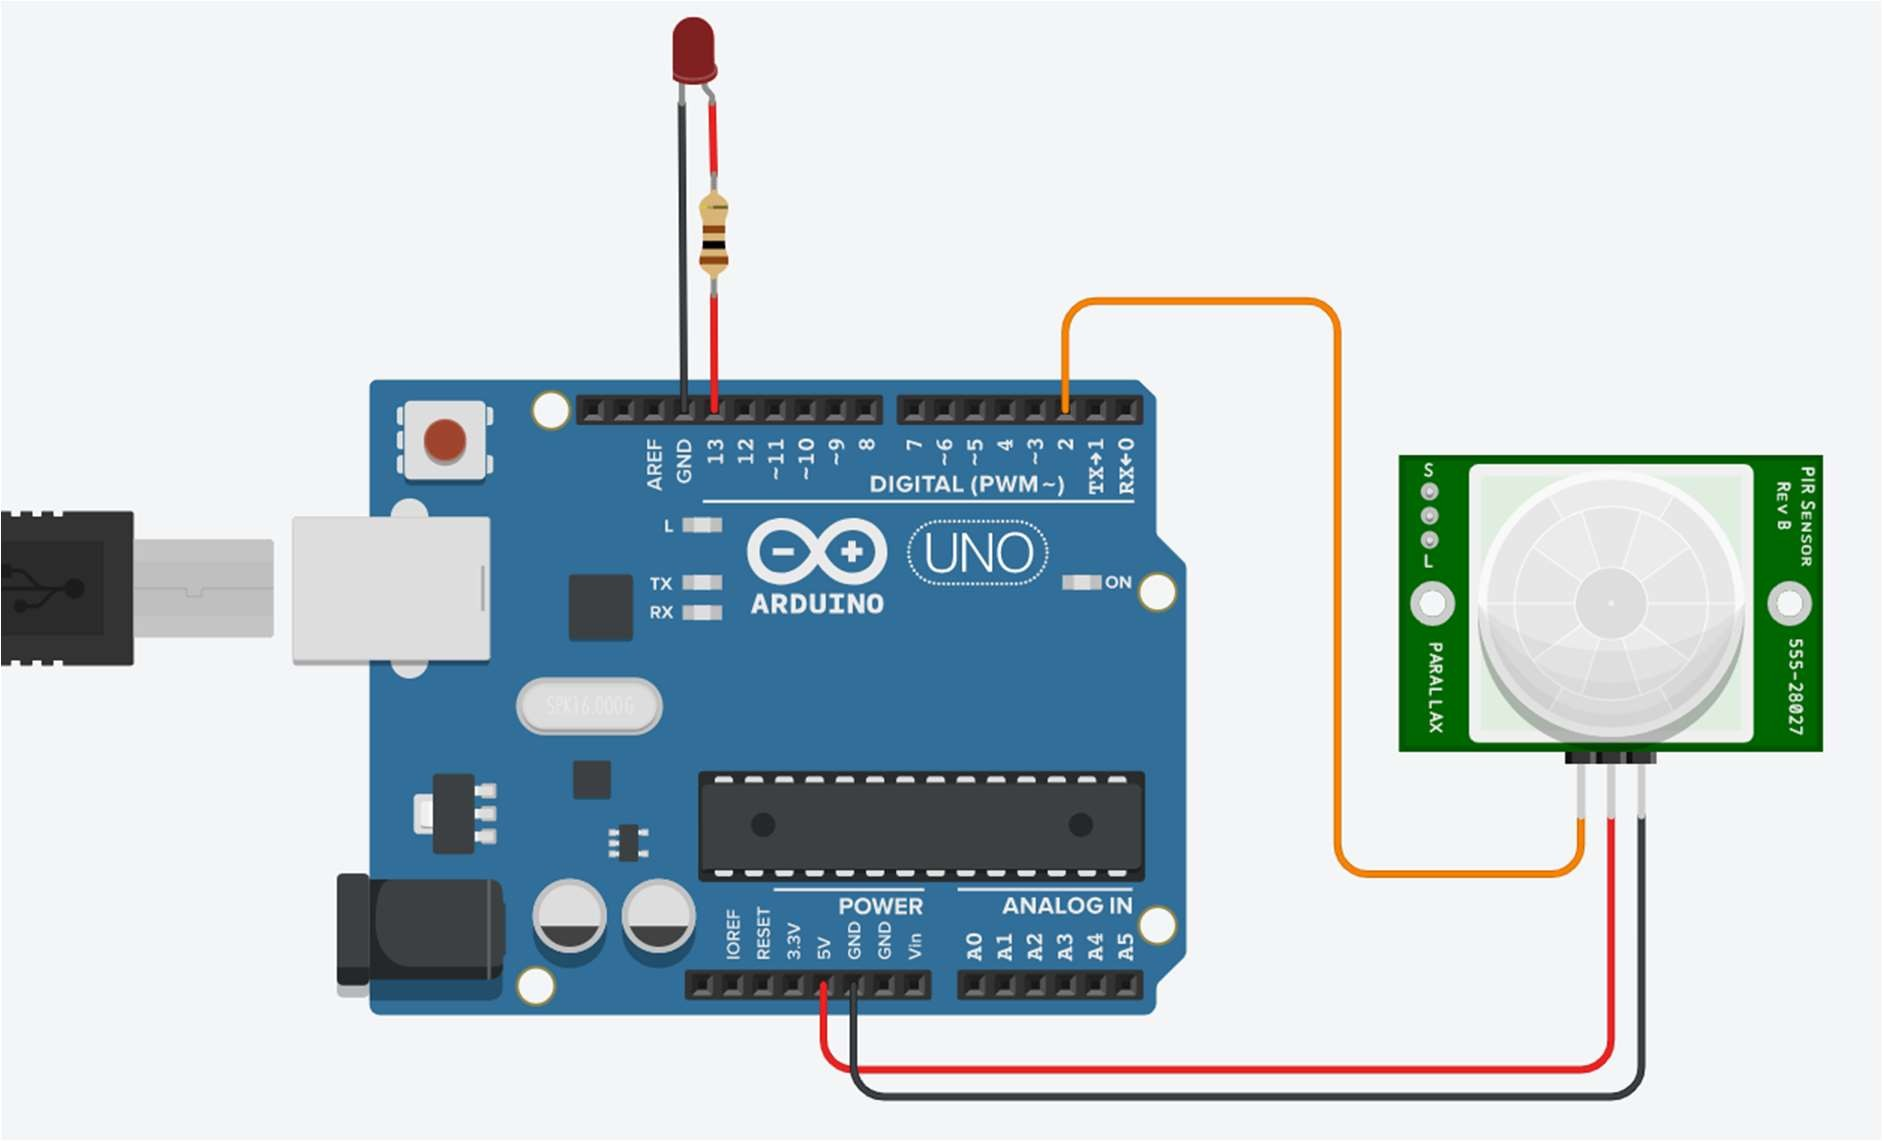 AREF
GND
13
12
~11
~10
~9
8
7
~6
~5
4
~3
2
TX→1
RX←0
DIGITAL (PWM~)
L
TX
RX
ARDUINO
UNO
ON
SPK16.000G
POWER
ANALOG IN
IOREF
RESET
3.3V
5V
GND
GND
Vin
A0
A1
A2
A3
A4
A5
S
L
PARALLAX
PIR SENSOR
REV B
555-28027